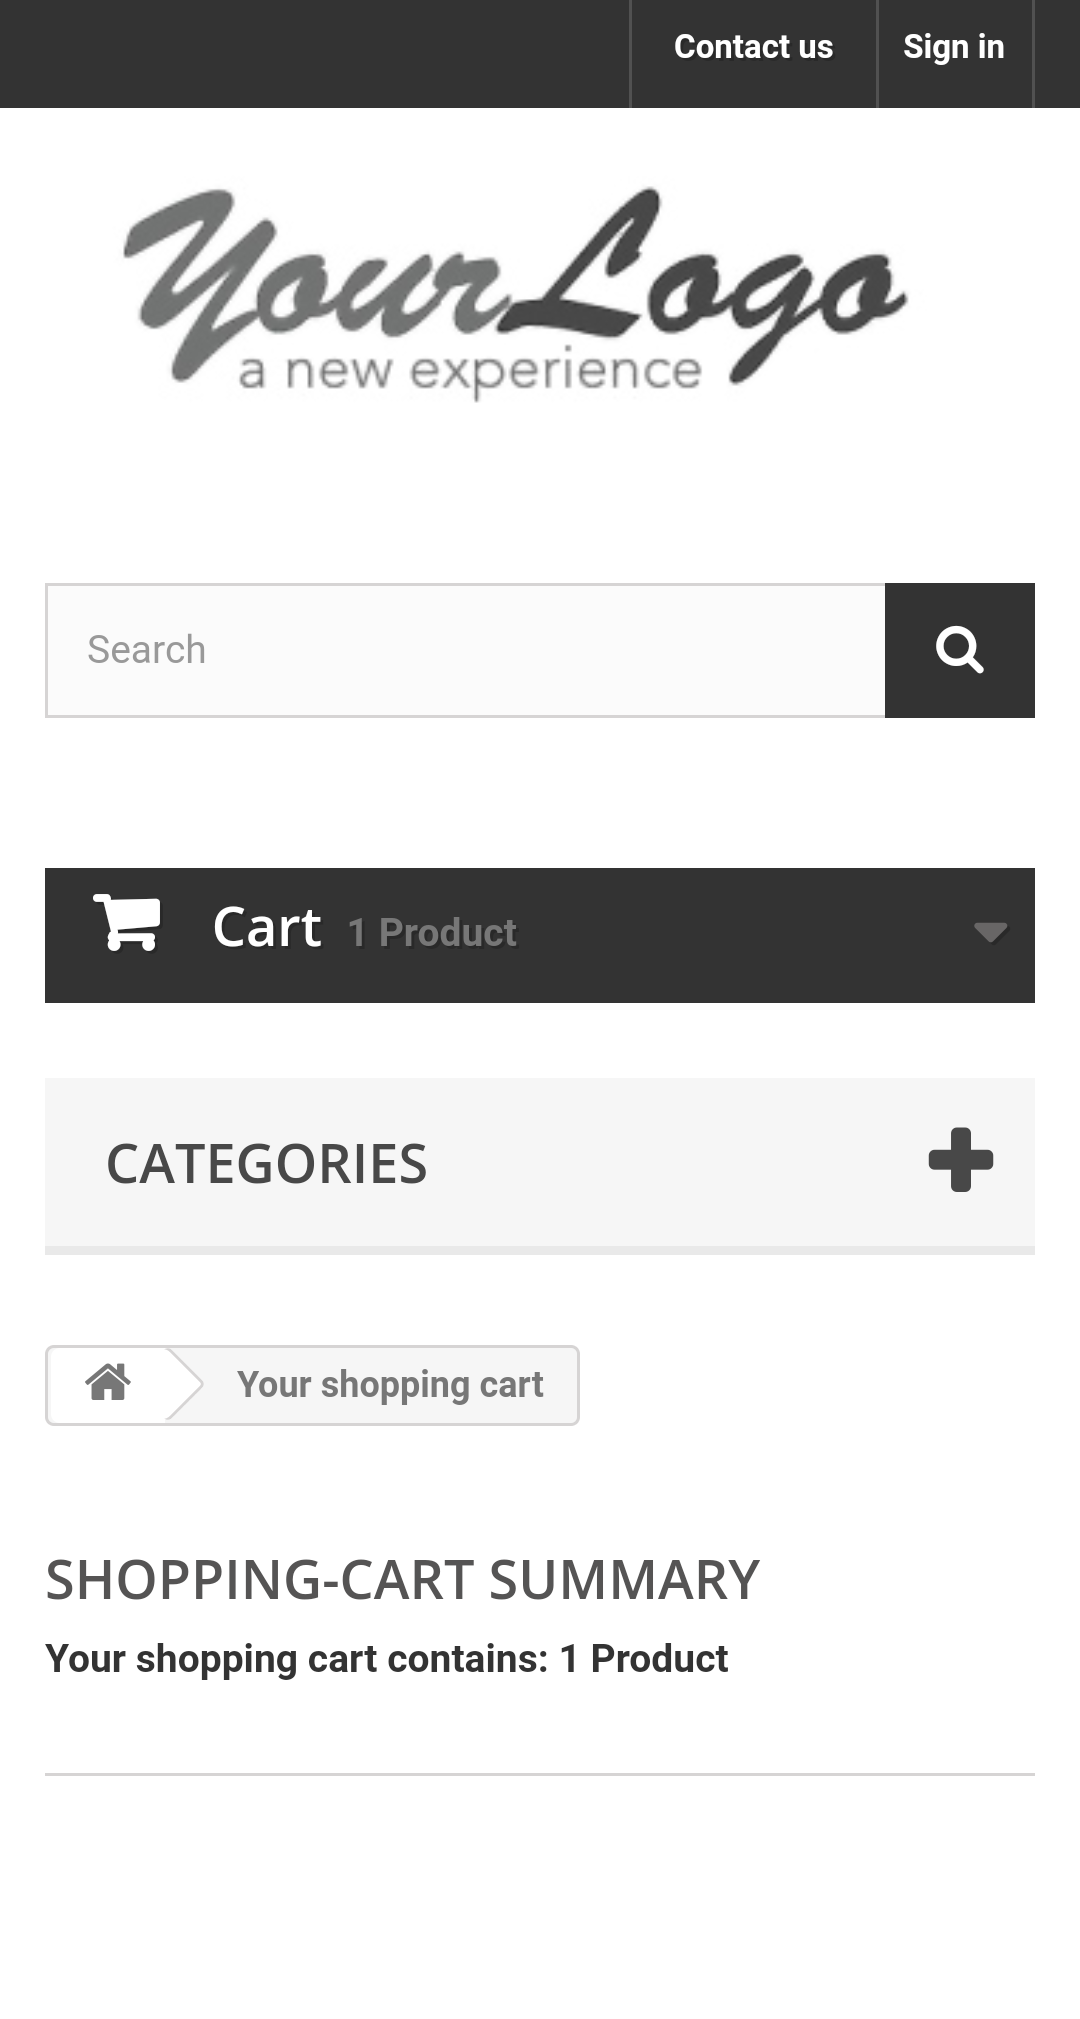 Contact us
Sign in
YourLogo
a new experience
Search
Cart 1 Product
CATEGORIES
Your shopping cart
SHOPPING-CART SUMMARY
Your shopping cart contains: 1 Product